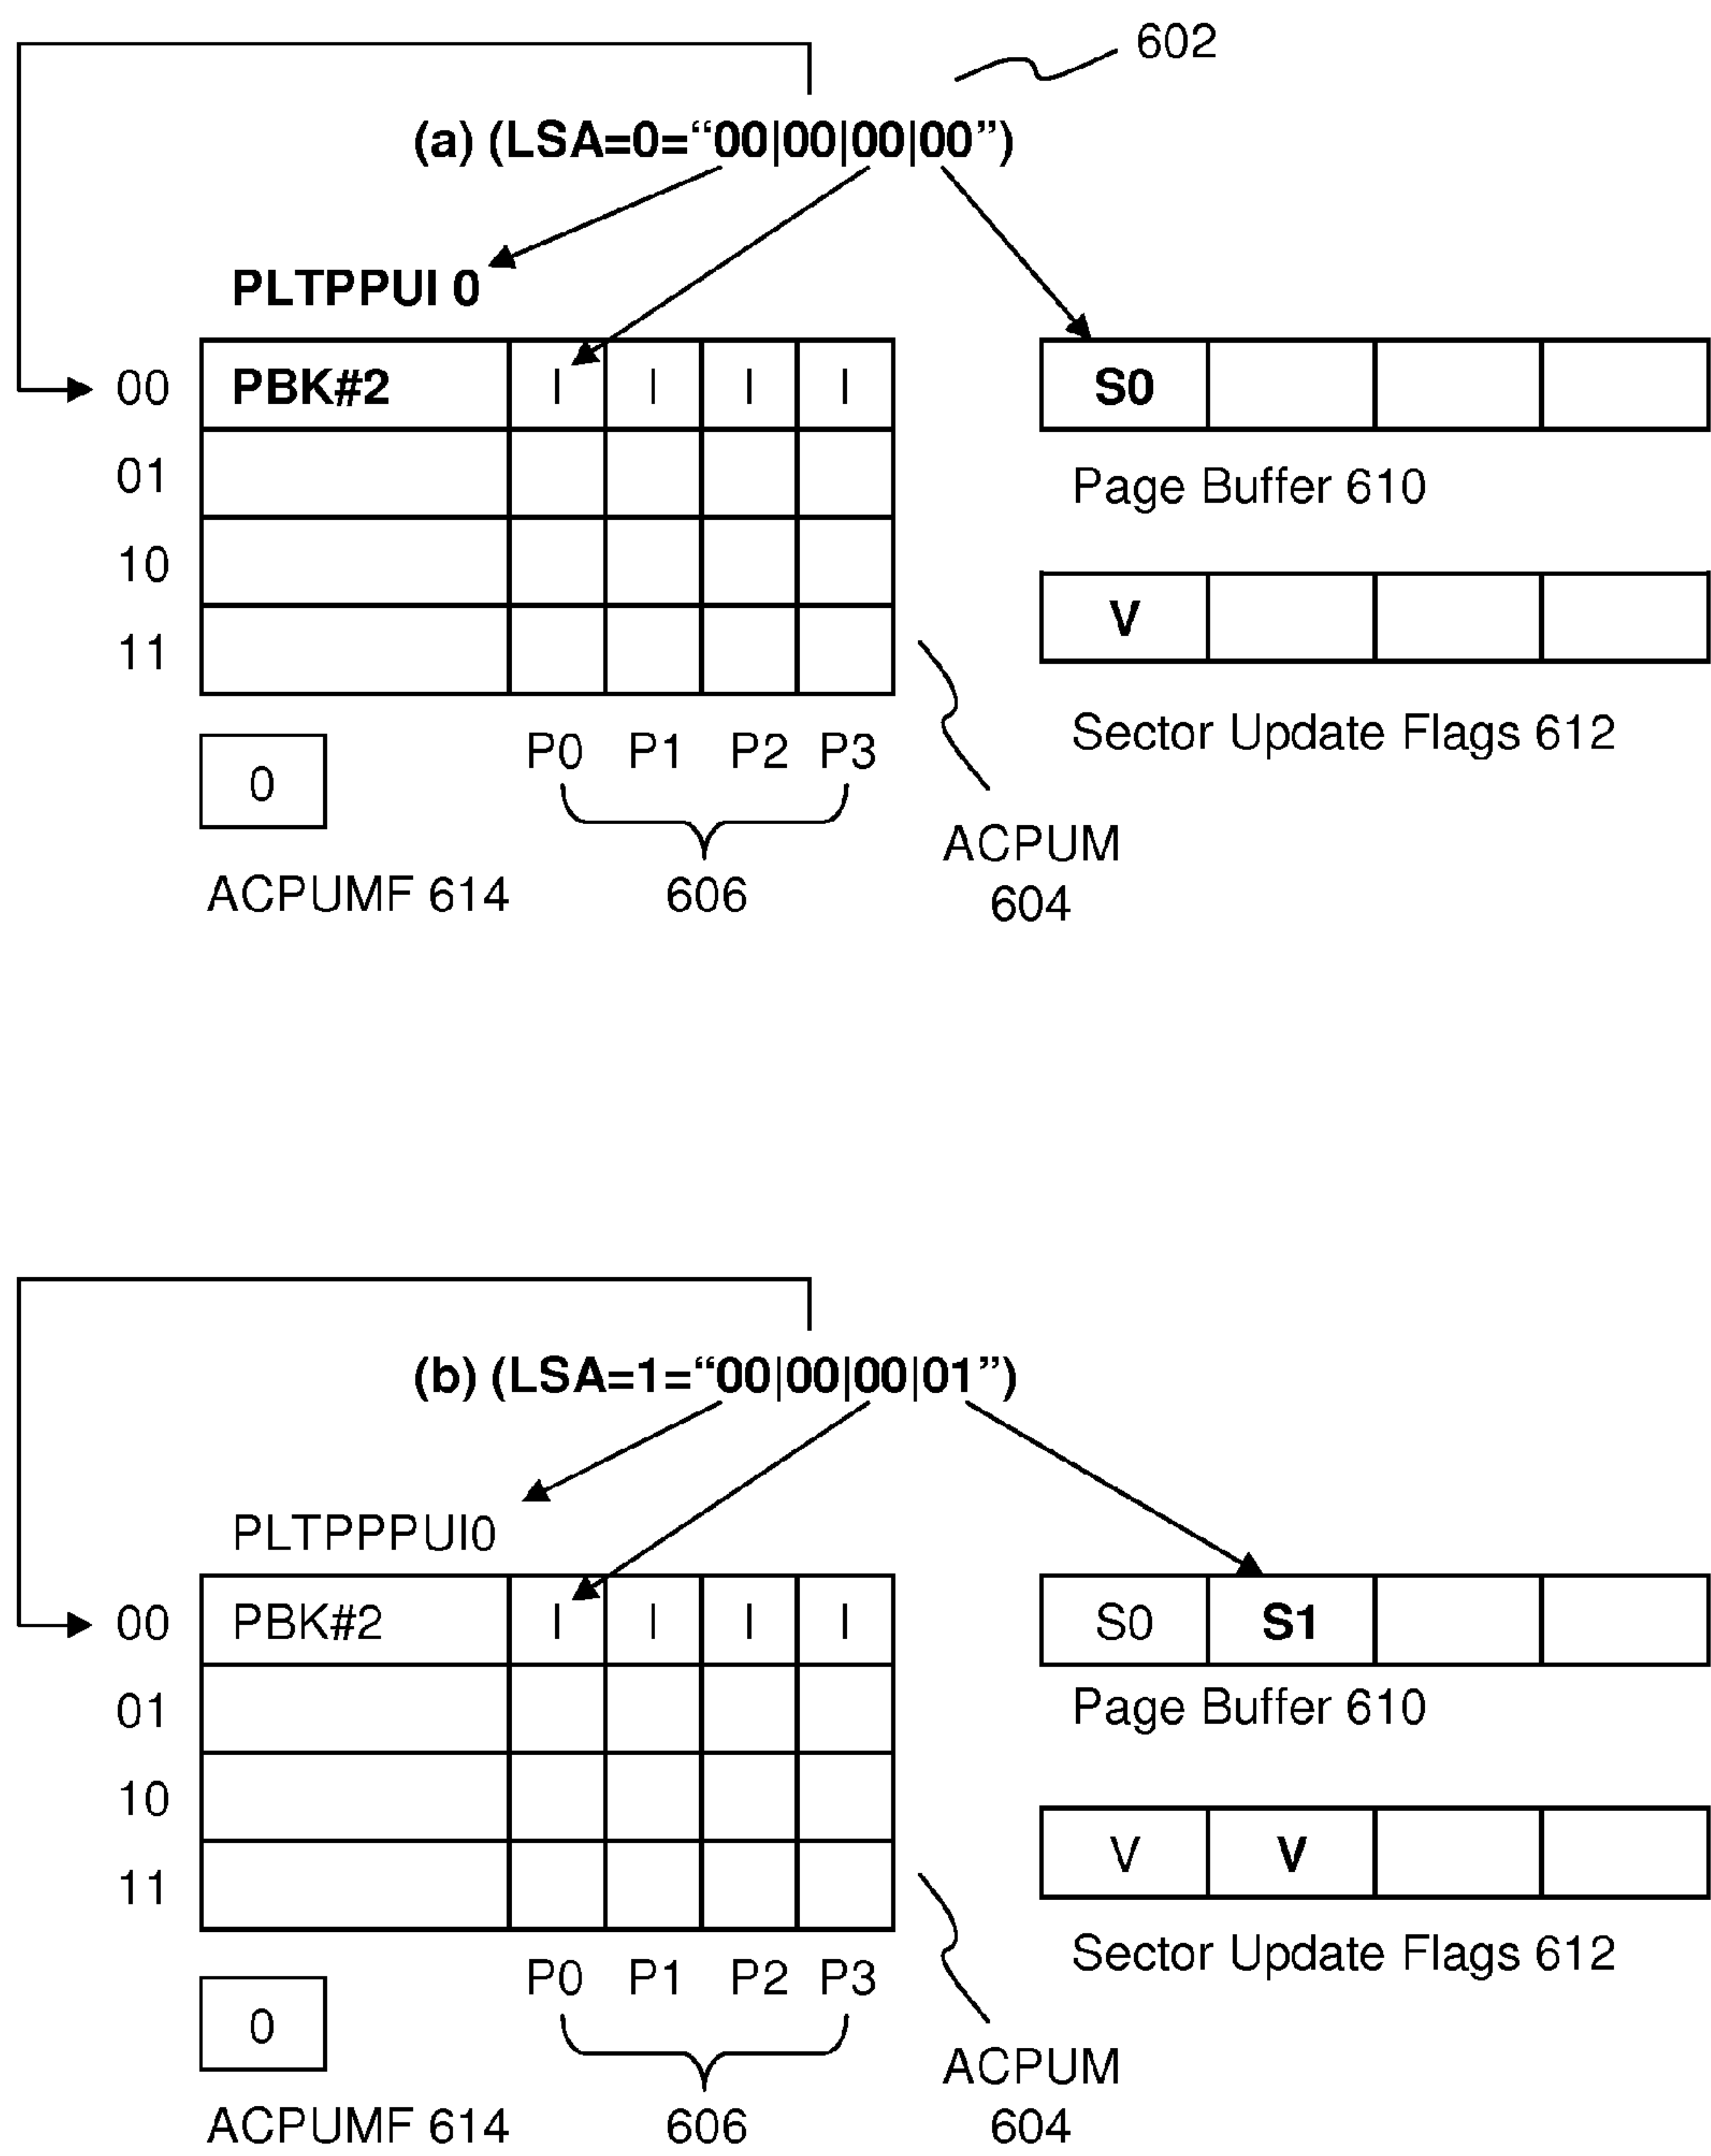 602
(a) (LSA=0=“00|00|00|00”)
PLTPPUI 0
00 PBK#2 I I I I S0
01
Page Buffer 610
10
V
11
Sector Update Flags 612
P0 P1 P2 P3
0
ACPUM
604
ACPUMF 614 606
(b) (LSA=1=“00|00|00|01”)
PLTPPPUI0
00 PBK#2 I I I I S0 S1
01
Page Buffer 610
10
V V
11
Sector Update Flags 612
P0 P1 P2 P3
0
ACPUM
604
ACPUMF 614 606